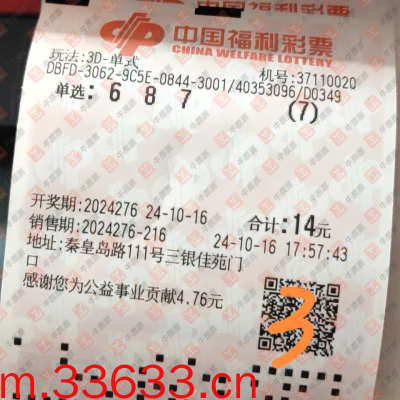 中国福利彩票
CHINA WELFARE LOTTERY
玩法:3D-单式 机号:37110020
DBFD-3062-9C5E-0844-3001/40353096/D0349
单选: 6 8 7 (7)
开奖期:2024276 24-10-16 合计:14元
销售期:2024276-216 24-10-16 17:57:43
地址:秦皇岛路111号三银佳苑门
口
感谢您为公益事业贡献4.76元
3
m.33633.cn